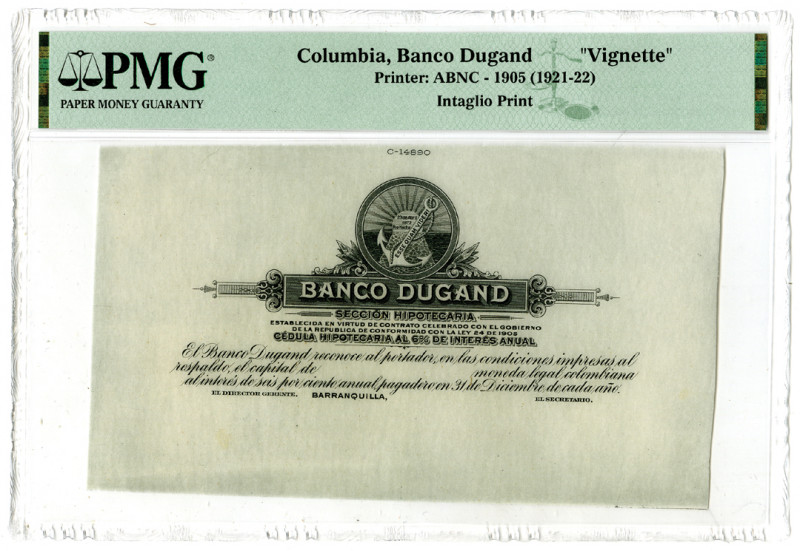 PMG®
PAPER MONEY GUARANTY
Columbia, Banco Dugand "Vignette"
Printer: ABNC - 1905 (1921-22)
Intaglio Print
C-14890
ESSE QUAM VIDERI
BANCO DUGAND
SECCIÓN HIPOTECARIA
ESTABLECIDA EN VIRTUD DE CONTRATO CELEBRADO CON EL GOBIERNO
DE LA REPUBLICA DE CONFORMIDAD CON LA LEY 24 DE 1905
CÉDULA HIPOTECARIA AL 6% DE INTERÉS ANUAL
El Banco Dugand reconoce al portador, en las condiciones impresas al
respaldo, el capital de moneda legal colombiana
al interés de seis por ciento anual, pagadero en 31 de Diciembre de cada año.
EL DIRECTOR GERENTE. BARRANQUILLA, EL SECRETARIO.